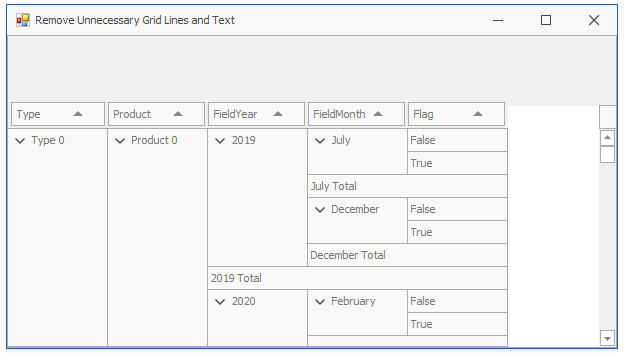 Remove Unnecessary Grid Lines and Text
Type Product FieldYear FieldMonth Flag
Type 0 Product 0 2019 July False
True
July Total
December False
True
December Total
2019 Total
2020 February False
True